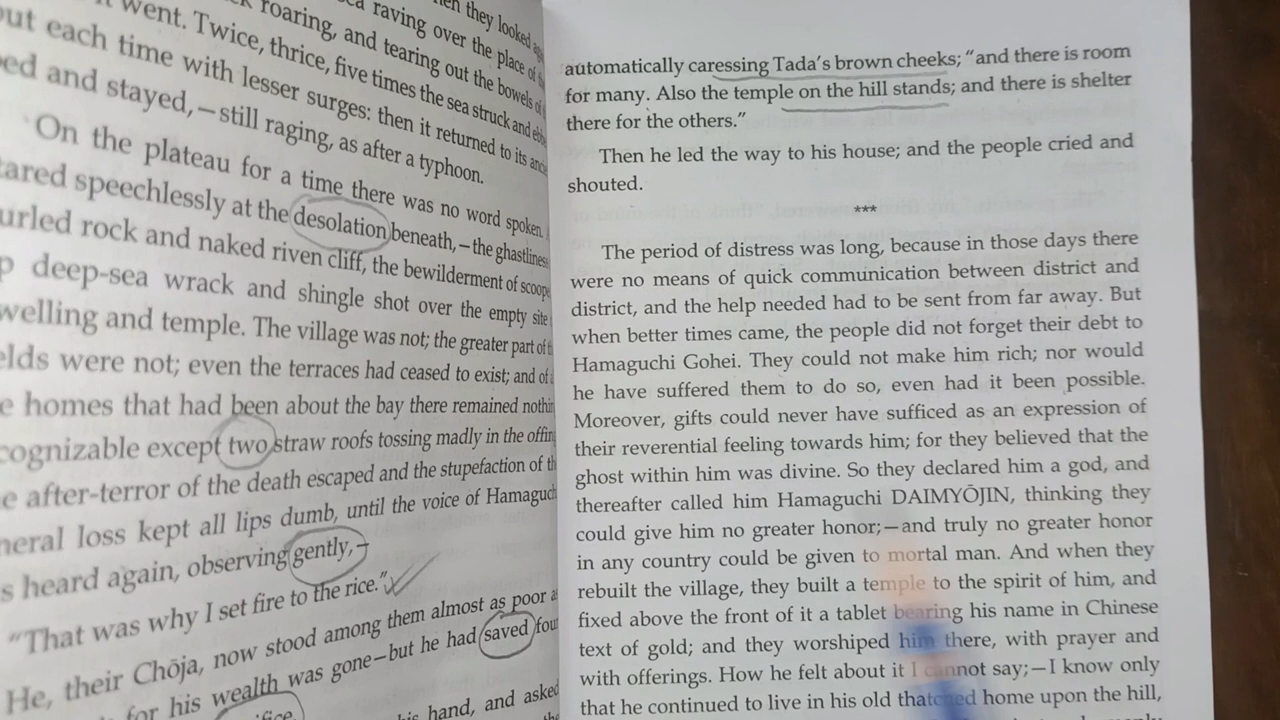 then they looked
raving over the place of
roaring, and tearing out the bowels of
went. Twice, thrice, five times the sea struck and
out each time with lesser surges: then it returned to its
and stayed,—still raging, as after a typhoon.
On the plateau for a time there was no word spoken.
speechlessly at the desolation beneath,—the ghastliness
rock and naked riven cliff, the bewilderment of
deep-sea wrack and shingle shot over the empty site
and temple. The village was not; the greater part of
were not; even the terraces had ceased to exist; and of
homes that had been about the bay there remained
except two straw roofs tossing madly in the
after-terror of the death escaped and the stupefaction of
loss kept all lips dumb, until the voice of
heard again, observing gently,—
"That was why I set fire to the rice."
He, their Chōja, now stood among them almost as poor
for his wealth was gone—but he had saved
hand, and asked
automatically caressing Tada's brown cheeks; "and there is room
for many. Also the temple on the hill stands; and there is shelter
there for the others."
Then he led the way to his house; and the people cried and
shouted.
***
The period of distress was long, because in those days there
were no means of quick communication between district and
district, and the help needed had to be sent from far away. But
when better times came, the people did not forget their debt to
Hamaguchi Gohei. They could not make him rich; nor would
he have suffered them to do so, even had it been possible.
Moreover, gifts could never have sufficed as an expression of
their reverential feeling towards him; for they believed that the
ghost within him was divine. So they declared him a god, and
thereafter called him Hamaguchi DAIMYŌJIN, thinking they
could give him no greater honor;—and truly no greater honor
in any country could be given to mortal man. And when they
rebuilt the village, they built a temple to the spirit of him, and
fixed above the front of it a tablet bearing his name in Chinese
text of gold; and they worshiped him there, with prayer and
with offerings. How he felt about it I cannot say;—I know only
that he continued to live in his old thatched home upon the hill,